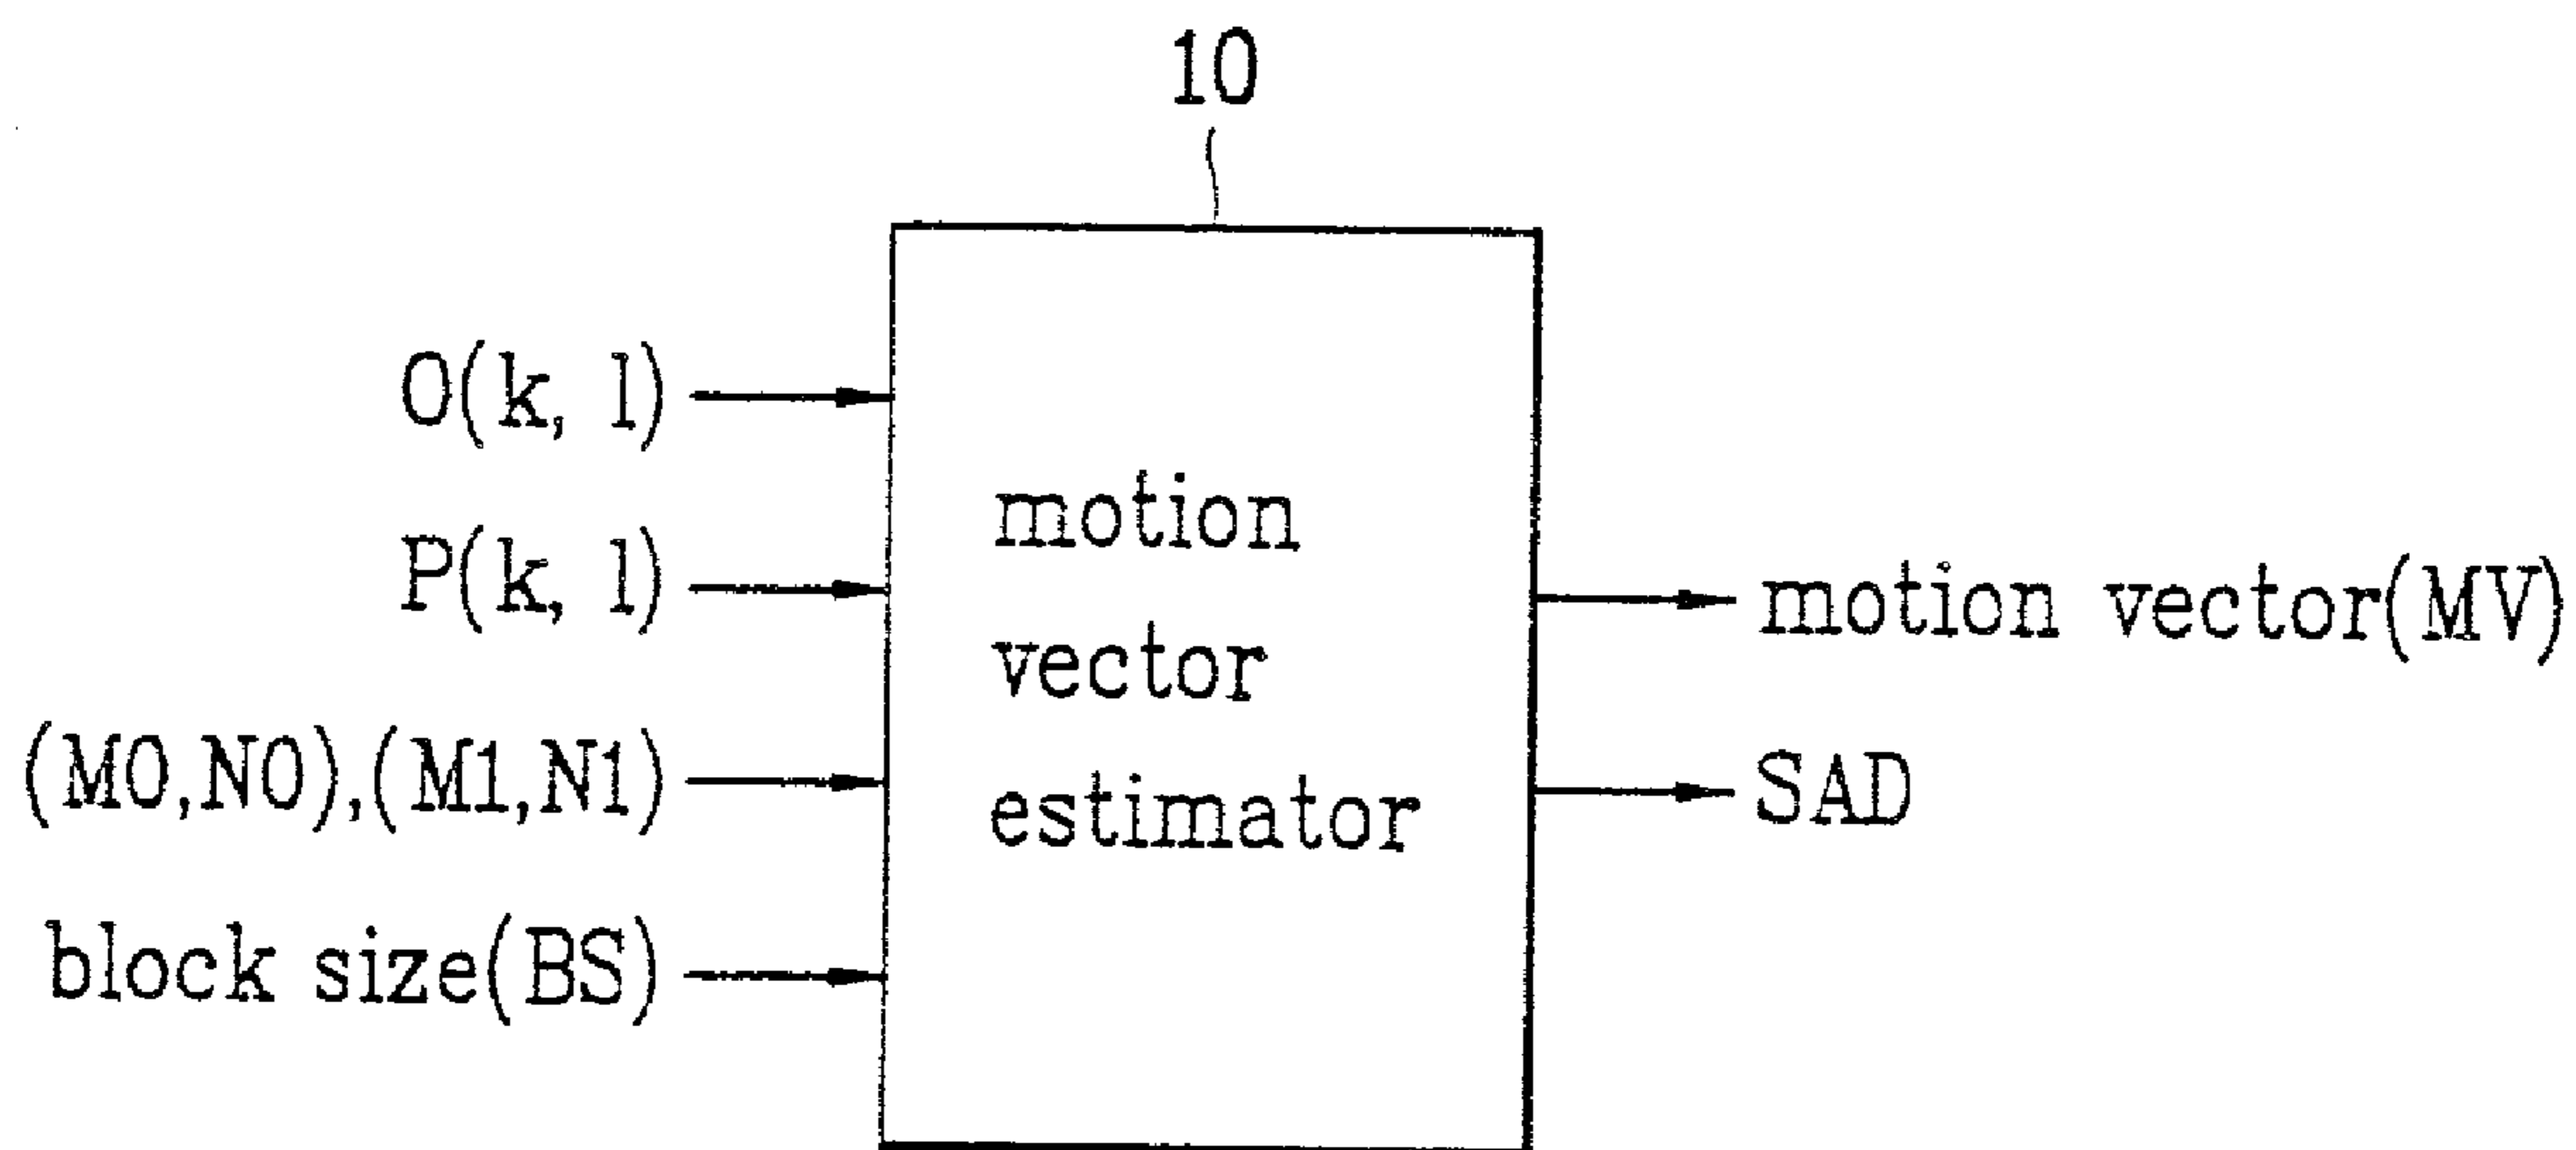 10
O(k, l)
P(k, l)
(M0,N0),(M1,N1)
block size(BS)
motion
vector
estimator
motion vector(MV)
SAD